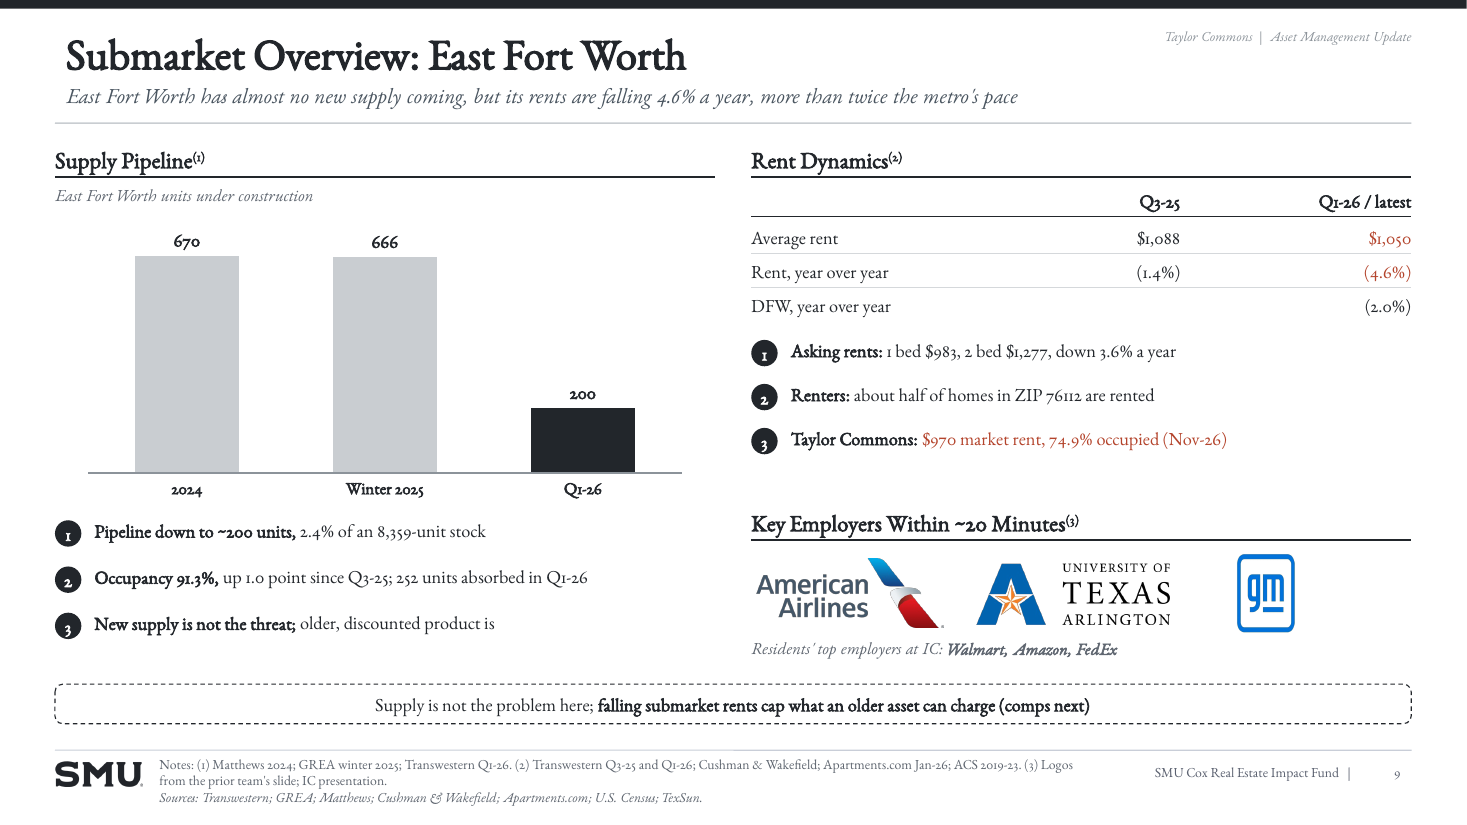 Taylor Commons | Asset Management Update
Submarket Overview: East Fort Worth
East Fort Worth has almost no new supply coming, but its rents are falling 4.6% a year, more than twice the metro's pace
Supply Pipeline(1)
East Fort Worth units under construction
670
666
200
2024
Winter 2025
Q1-26
1 Pipeline down to ~200 units, 2.4% of an 8,359-unit stock
2 Occupancy 91.3%, up 1.0 point since Q3-25; 252 units absorbed in Q1-26
3 New supply is not the threat; older, discounted product is
Rent Dynamics(2)
Q3-25 Q1-26 / latest
Average rent $1,088 $1,050
Rent, year over year (1.4%) (4.6%)
DFW, year over year (2.0%)
1 Asking rents: 1 bed $983, 2 bed $1,277, down 3.6% a year
2 Renters: about half of homes in ZIP 76112 are rented
3 Taylor Commons: $970 market rent, 74.9% occupied (Nov-26)
Key Employers Within ~20 Minutes(3)
American
Airlines
A
UNIVERSITY OF
TEXAS
ARLINGTON
gm
Residents' top employers at IC: Walmart, Amazon, FedEx
Supply is not the problem here; falling submarket rents cap what an older asset can charge (comps next)
SMU
Notes: (1) Matthews 2024; GREA winter 2025; Transwestern Q1-26. (2) Transwestern Q3-25 and Q1-26; Cushman & Wakefield; Apartments.com Jan-26; ACS 2019-23. (3) Logos
from the prior team's slide; IC presentation.
Sources: Transwestern; GREA; Matthews; Cushman & Wakefield; Apartments.com; U.S. Census; TexSun.
SMU Cox Real Estate Impact Fund | 9